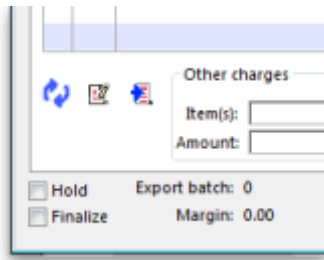 Other charges
Item(s):
Amount:
Hold Export batch: 0
Finalize Margin: 0.00